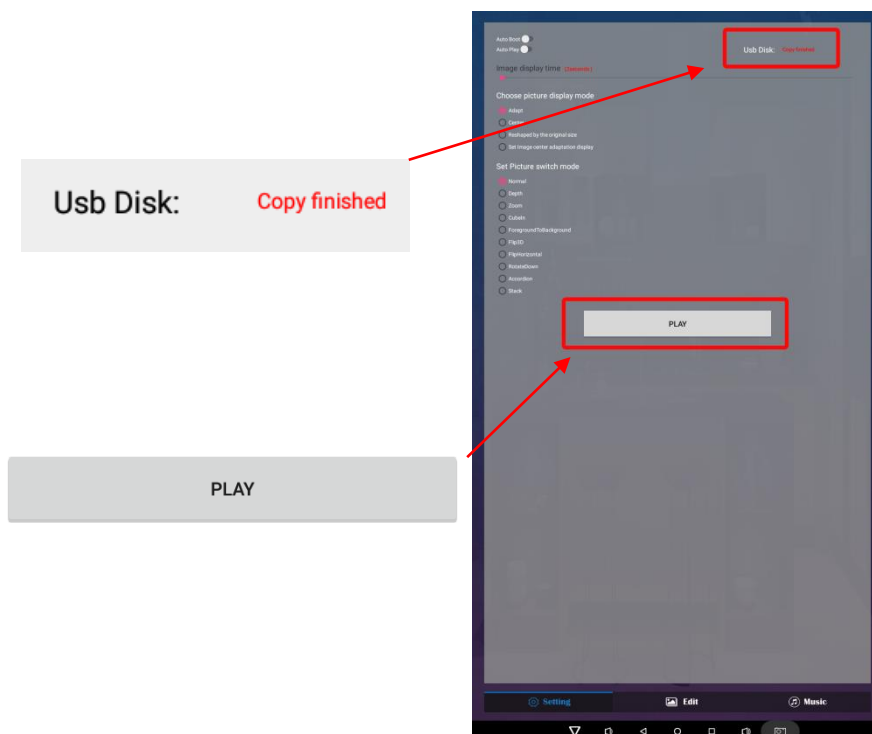 Usb Disk: Copy finished
PLAY
Auto Boot
Auto Play
Usb Disk: Copy finished
Image display time
Choose picture display mode
Adapt
Center
Reshaped by the original size
Set image center adaptation display
Set Picture switch mode
Normal
Depth
Zoom
CubeIn
ForegroundToBackground
Flip3D
FlipHorizontal
RotateDown
Accordion
Stack
PLAY
Setting Edit Music